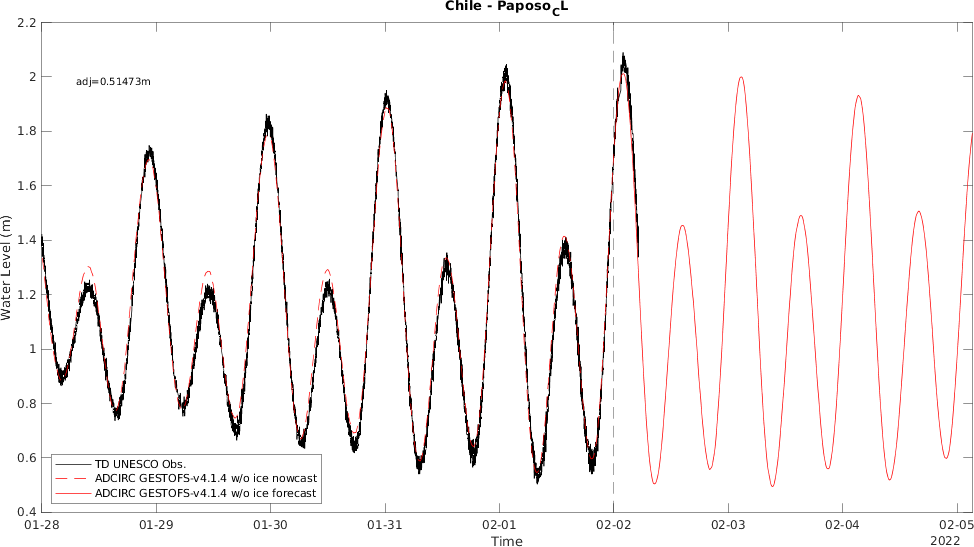 Chile - Paposo_CL
2.2
2
1.8
1.6
1.4
1.2
1
0.8
0.6
0.4
Water Level (m)
adj=0.51473m
TD UNESCO Obs.
ADCIRC GESTOFS-v4.1.4 w/o ice nowcast
ADCIRC GESTOFS-v4.1.4 w/o ice forecast
01-28 01-29 01-30 01-31 02-01 02-02 02-03 02-04 02-05
Time
2022